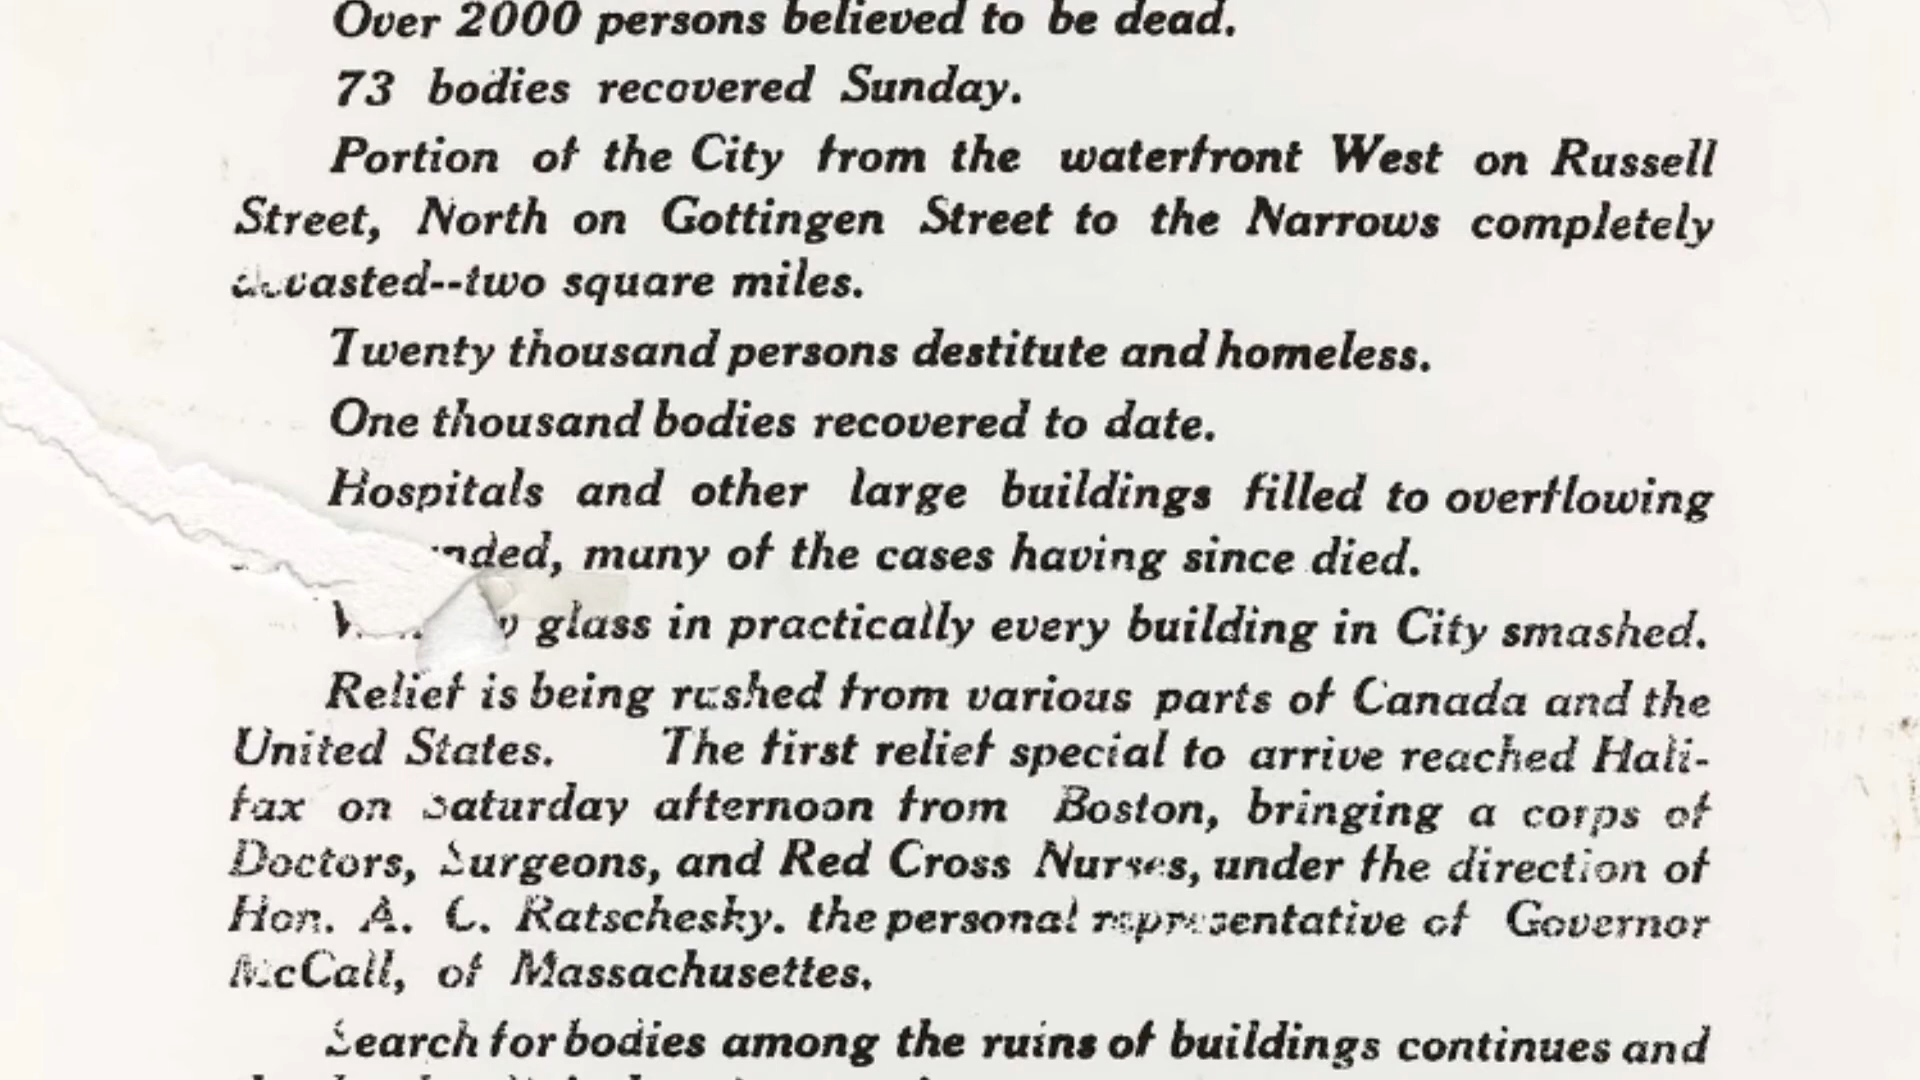 Over 2000 persons believed to be dead.
73 bodies recovered Sunday.
Portion of the City from the waterfront West on Russell
Street, North on Gottingen Street to the Narrows completely
devasted--two square miles.
Twenty thousand persons destitute and homeless.
One thousand bodies recovered to date.
Hospitals and other large buildings filled to overflowing
many of the cases having since died.
glass in practically every building in City smashed.
Relief is being rushed from various parts of Canada and the
United States. The first relief special to arrive reached Hali-
fax on Saturday afternoon from Boston, bringing a corps of
Doctors, Surgeons, and Red Cross Nurses, under the direction of
Hon. A. C. Ratschesky. the personal representative of Governor
McCall, of Massachusettes.
Search for bodies among the ruins of buildings continues and